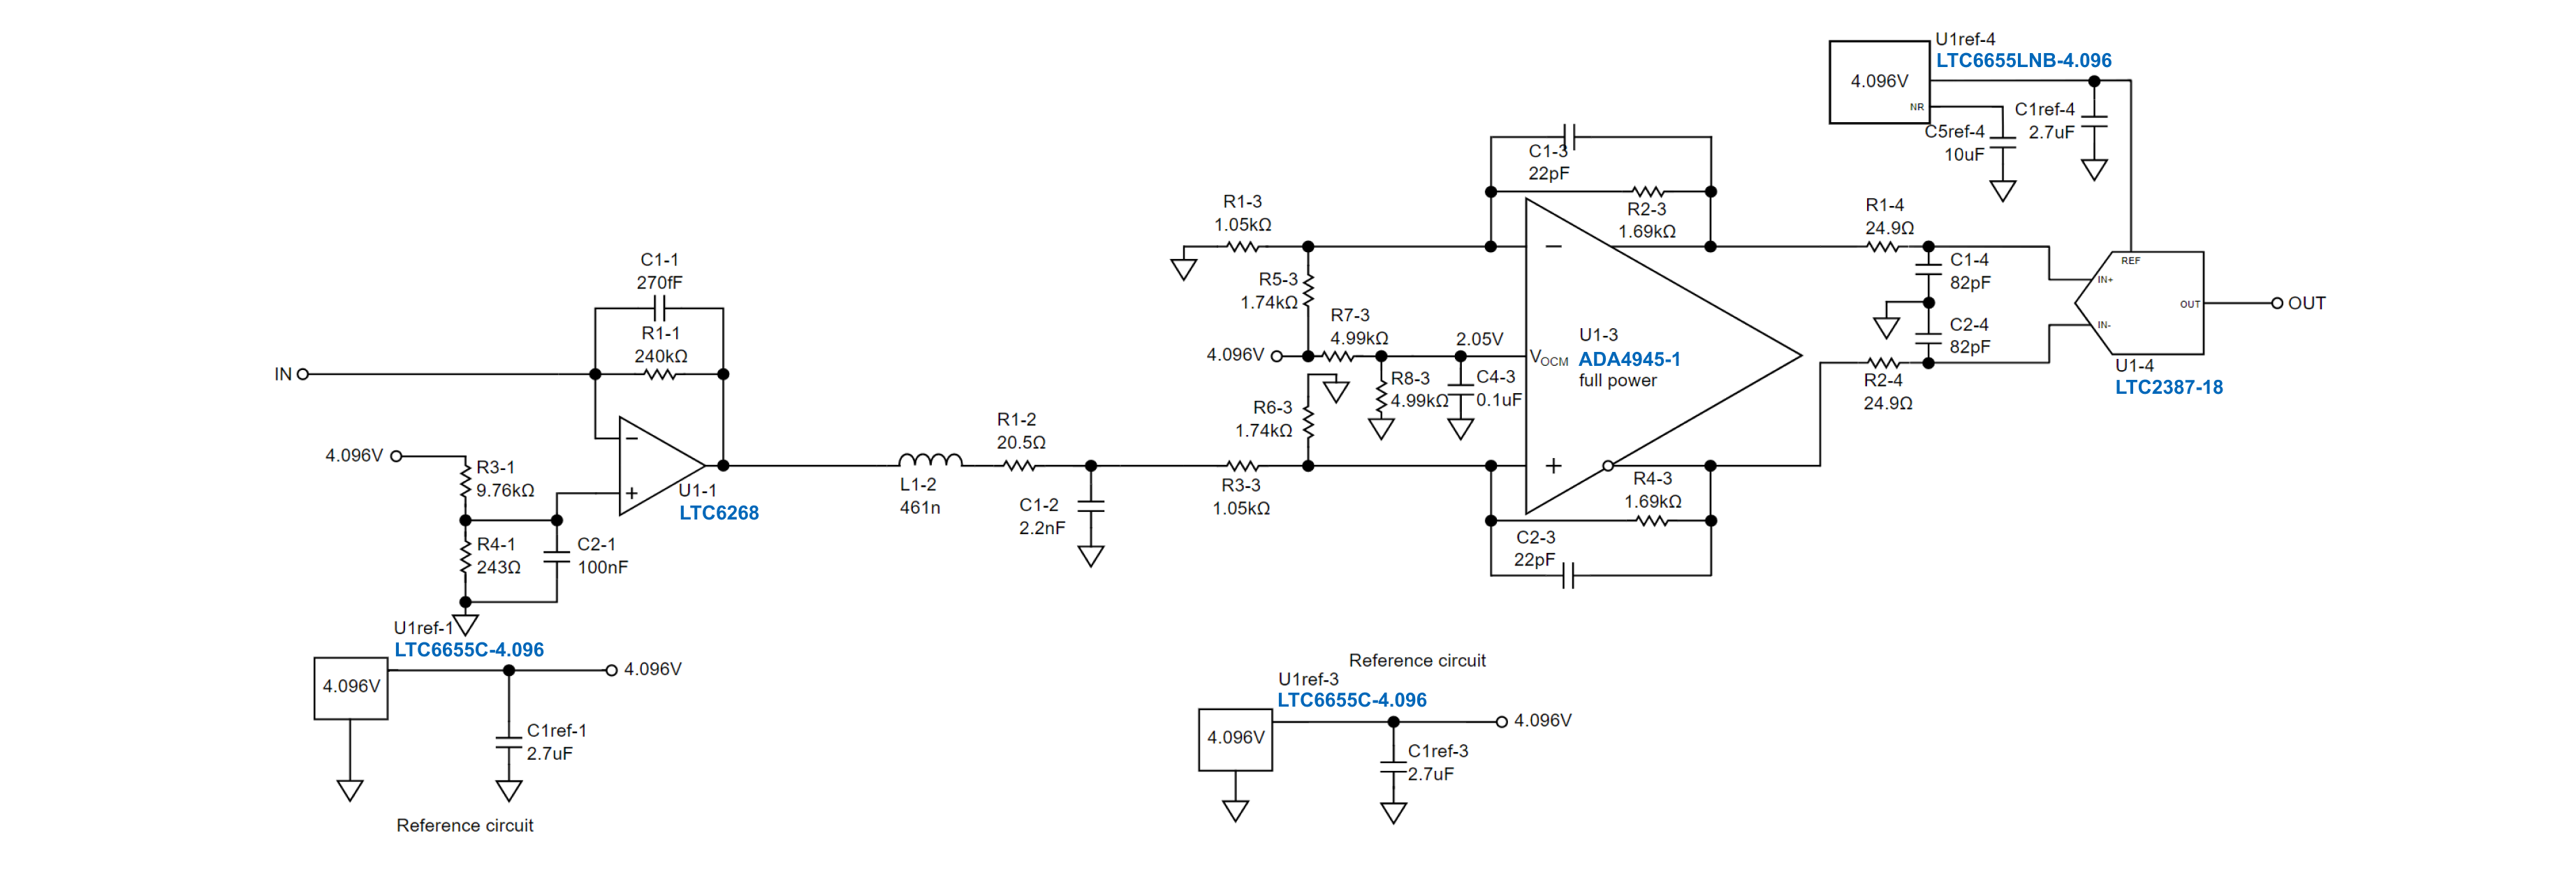 U1ref-4
LTC6655LNB-4.096
4.096V
NR
C1ref-4
2.7uF
C5ref-4
10uF
C1-3
22pF
R2-3
1.69kΩ
R1-3
1.05kΩ
R1-4
24.9Ω
C1-4
82pF
REF
IN+
C1-1
270fF
R1-1
240kΩ
R5-3
1.74kΩ
R7-3
4.99kΩ
2.05V
U1-3
4.096V
VOCM
ADA4945-1
full power
OUT
OUT
C2-4
82pF
IN-
IN
R8-3
4.99kΩ
C4-3
0.1uF
R2-4
24.9Ω
U1-4
LTC2387-18
R6-3
1.74kΩ
R1-2
20.5Ω
−
+
−
+
4.096V
R3-1
9.76kΩ
U1-1
LTC6268
L1-2
461n
C1-2
2.2nF
R3-3
1.05kΩ
R4-3
1.69kΩ
R4-1
243Ω
C2-1
100nF
C2-3
22pF
U1ref-1
LTC6655C-4.096
4.096V
4.096V
C1ref-1
2.7uF
Reference circuit
Reference circuit
U1ref-3
LTC6655C-4.096
4.096V
4.096V
C1ref-3
2.7uF